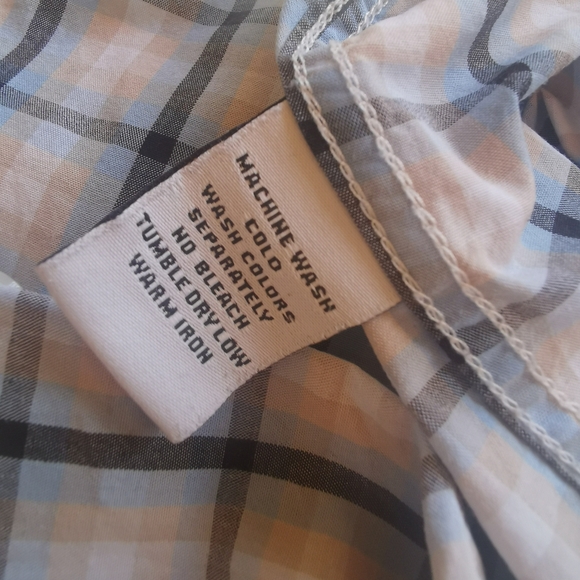 MACHINE WASH
COLD
WASH COLORS
SEPARATELY
NO BLEACH
TUMBLE DRY LOW
WARM IRON